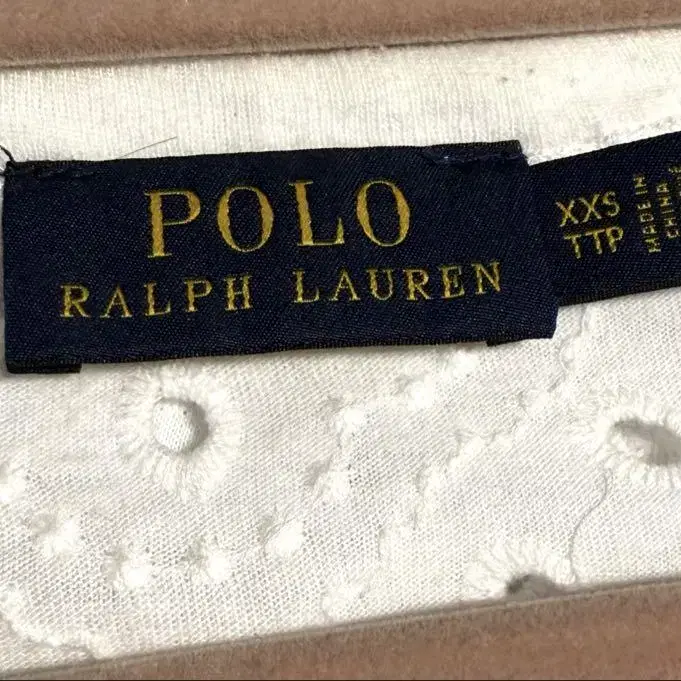 POLO
RALPH LAUREN
XXS
TTP
MADE IN
CHINA